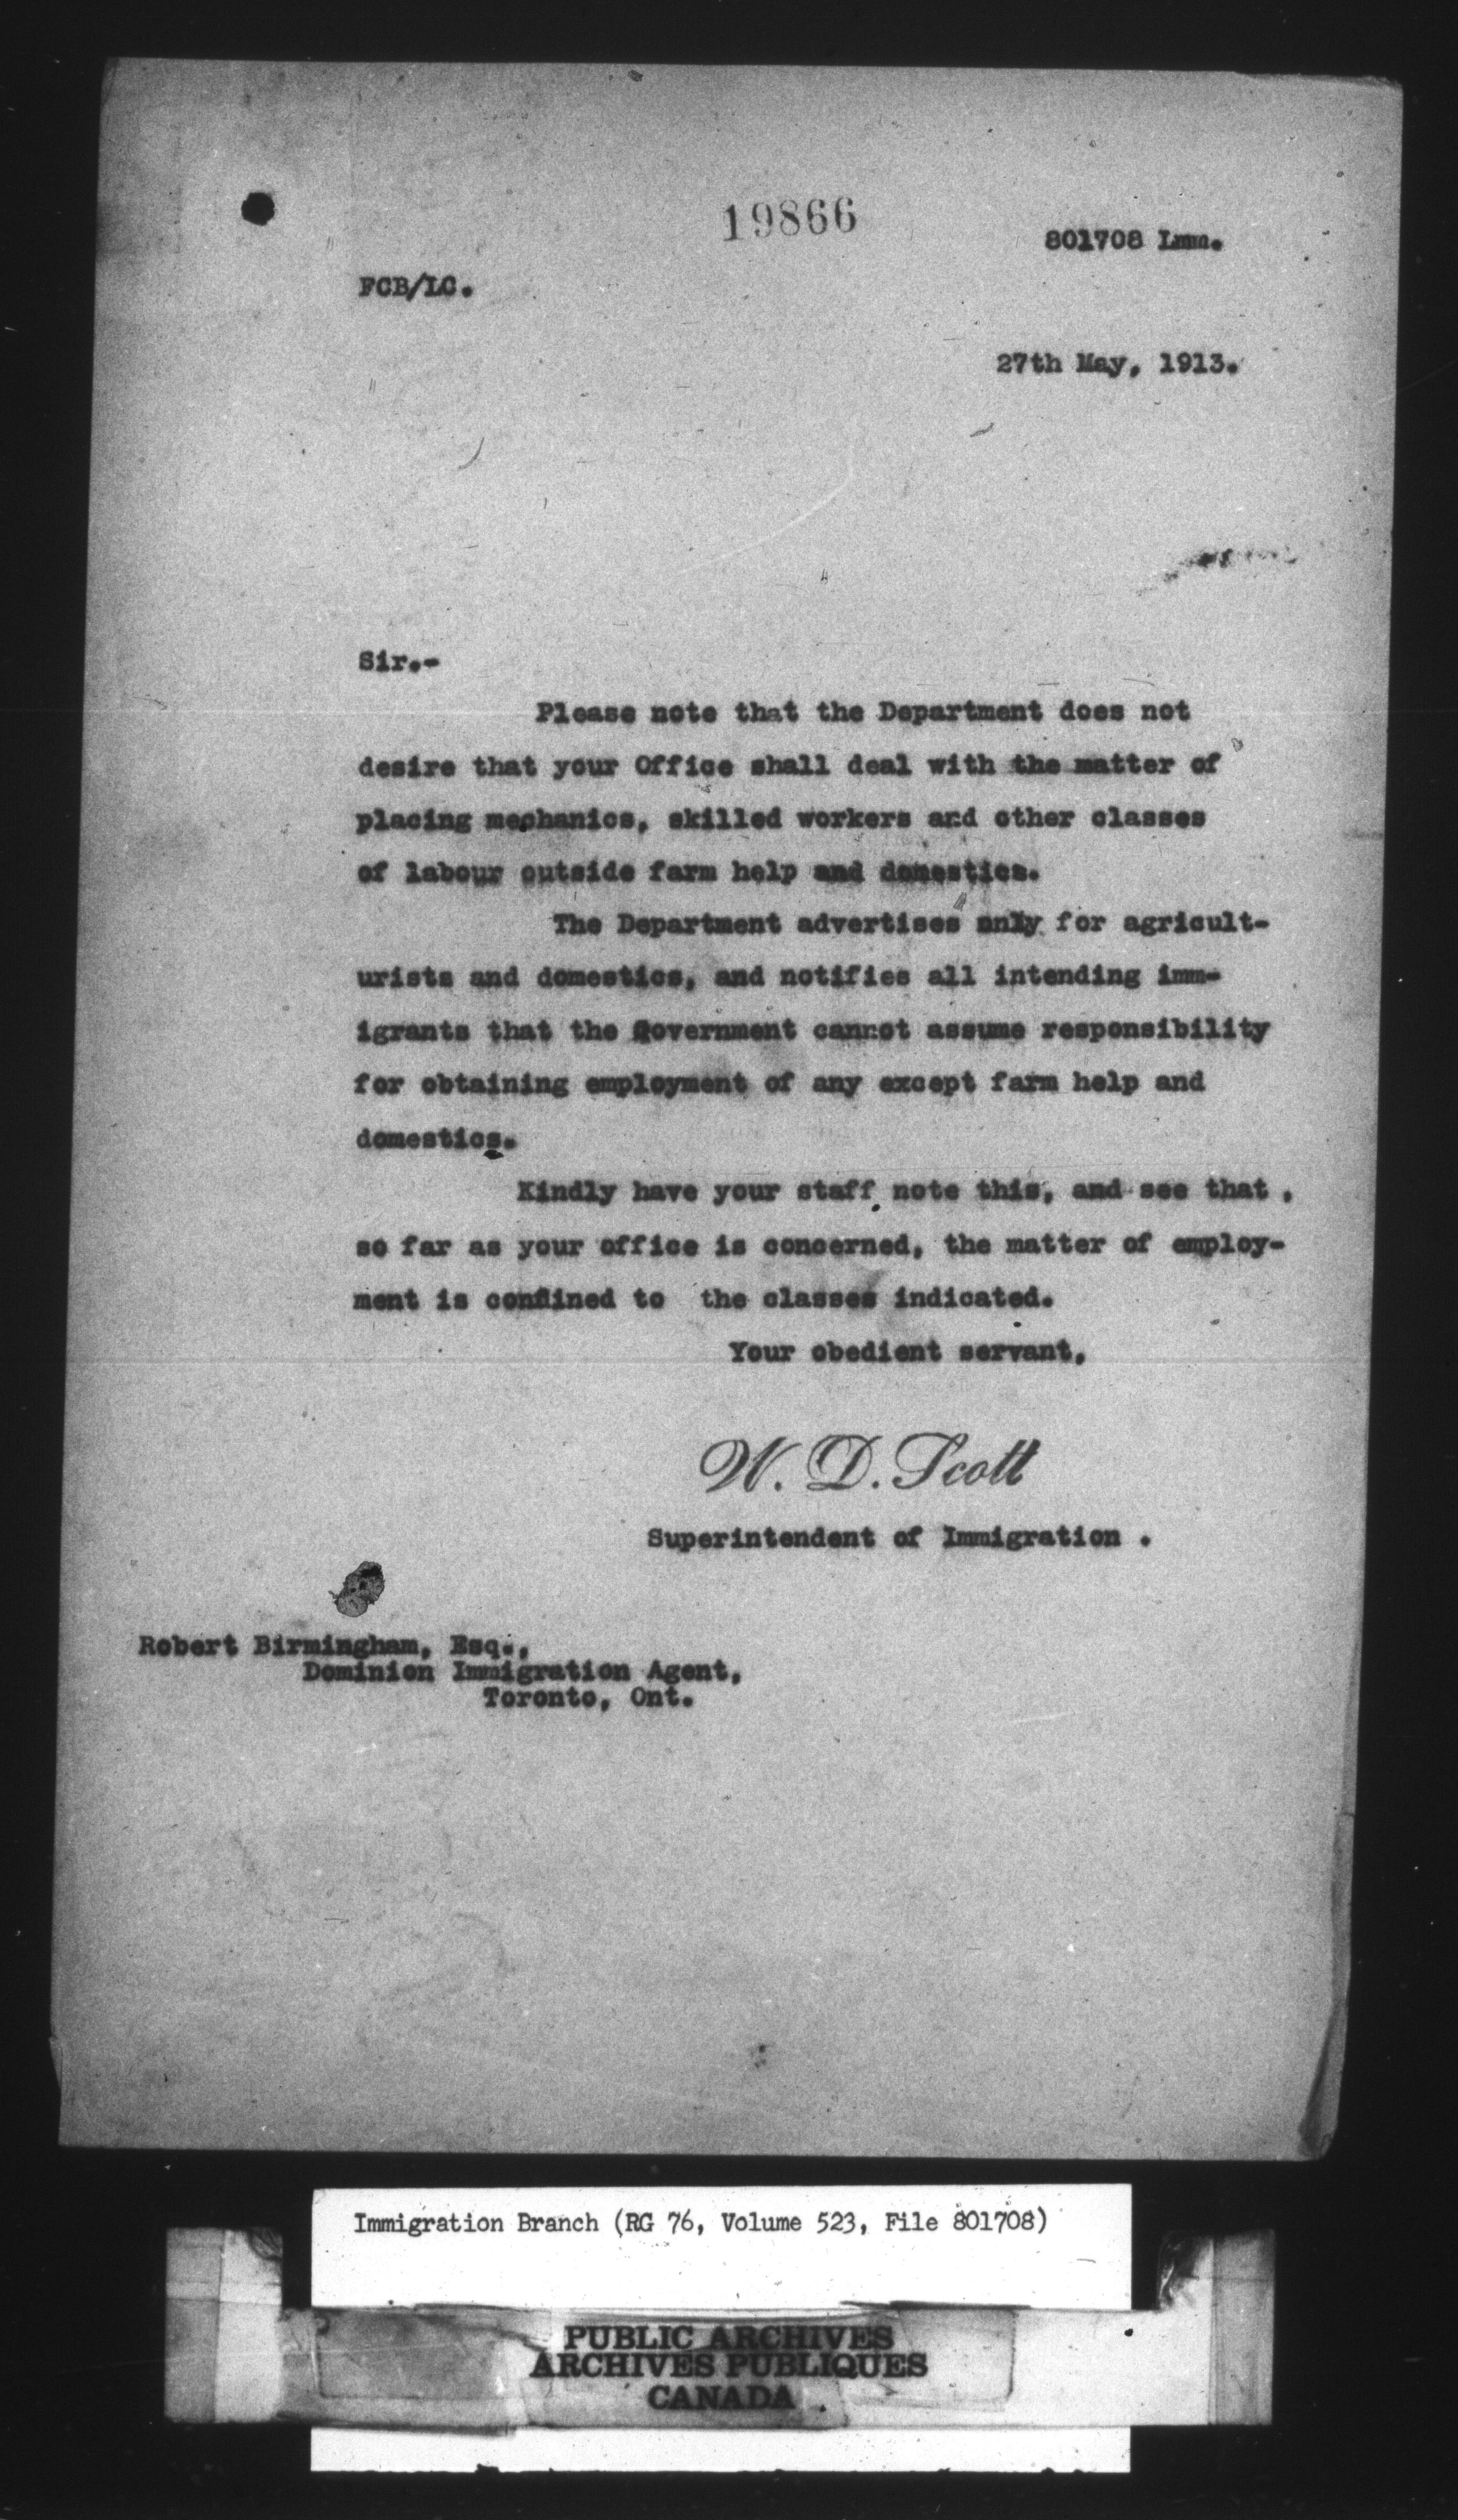 19866
801708 Imm.
FCB/LC.
27th May, 1913.
Sir.-
Please note that the Department does not
desire that your Office shall deal with the matter of
placing mechanics, skilled workers and other classes
of labour outside farm help and domestics.
The Department advertises only for agricult-
urists and domestics, and notifies all intending imm-
igrants that the Government cannot assume responsibility
for obtaining employment of any except farm help and
domestics.
Kindly have your staff note this, and see that ,
so far as your office is concerned, the matter of employ-
ment is confined to the classes indicated.
Your obedient servant,
W. D. Scott
Superintendent of Immigration .
Robert Birmingham, Esq.,
Dominion Immigration Agent,
Toronto, Ont.
Immigration Branch (RG 76, Volume 523, File 801708)
PUBLIC ARCHIVES
ARCHIVES PUBLIQUES
CANADA